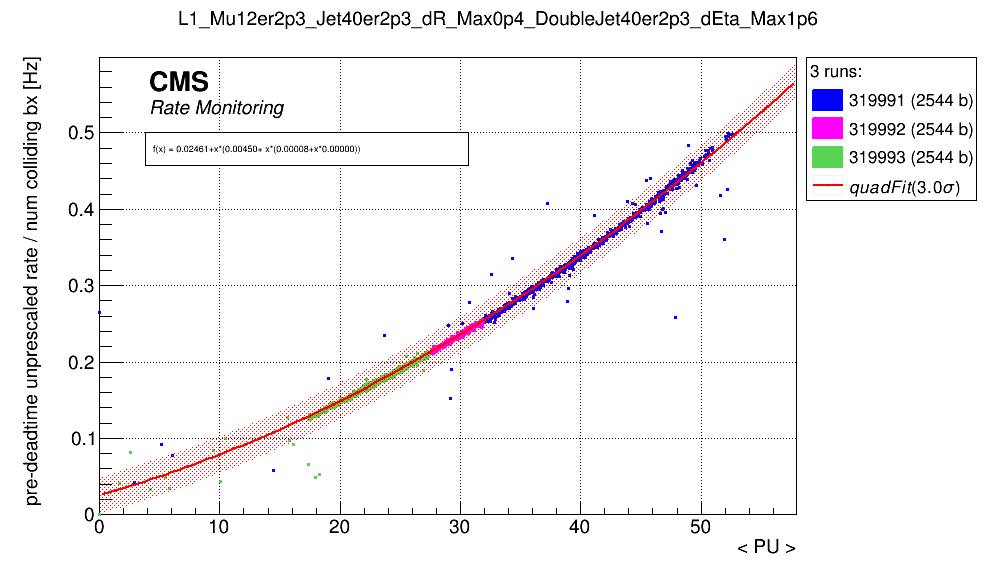 L1_Mu12er2p3_Jet40er2p3_dR_Max0p4_DoubleJet40er2p3_dEta_Max1p6
pre-deadtime unprescaled rate / num colliding bx [Hz]
CMS
Rate Monitoring
f(x) = 0.02461+x*(0.00450+ x*(0.00008+x*0.00000))
0.5
0.4
0.3
0.2
0.1
0
0 10 20 30 40 50
< PU >
3 runs:
319991 (2544 b)
319992 (2544 b)
319993 (2544 b)
quadFit(3.0σ)